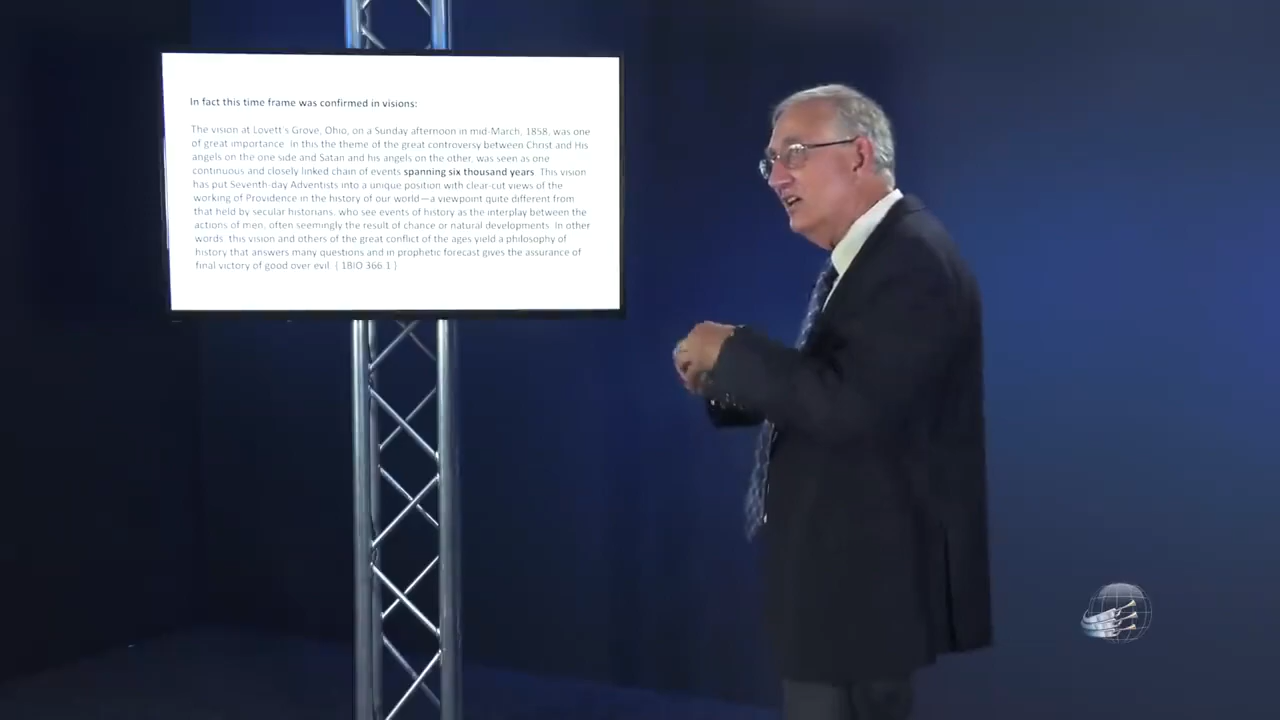 In fact this time frame was confirmed in visions:
The vision at Lovett's Grove, Ohio, on a Sunday afternoon in mid-March, 1858, was one
of great importance. In this the theme of the great controversy between Christ and His
angels on the one side and Satan and his angels on the other, was seen as one
continuous and closely linked chain of events spanning six thousand years. This vision
has put Seventh-day Adventists into a unique position with clear-cut views of the
working of Providence in the history of our world—a viewpoint quite different from
that held by secular historians, who see events of history as the interplay between the
actions of men, often seemingly the result of chance or natural developments. In other
words, this vision and others of the great conflict of the ages yield a philosophy of
history that answers many questions and in prophetic forecast gives the assurance of
final victory of good over evil. { 1BIO 366.1 }